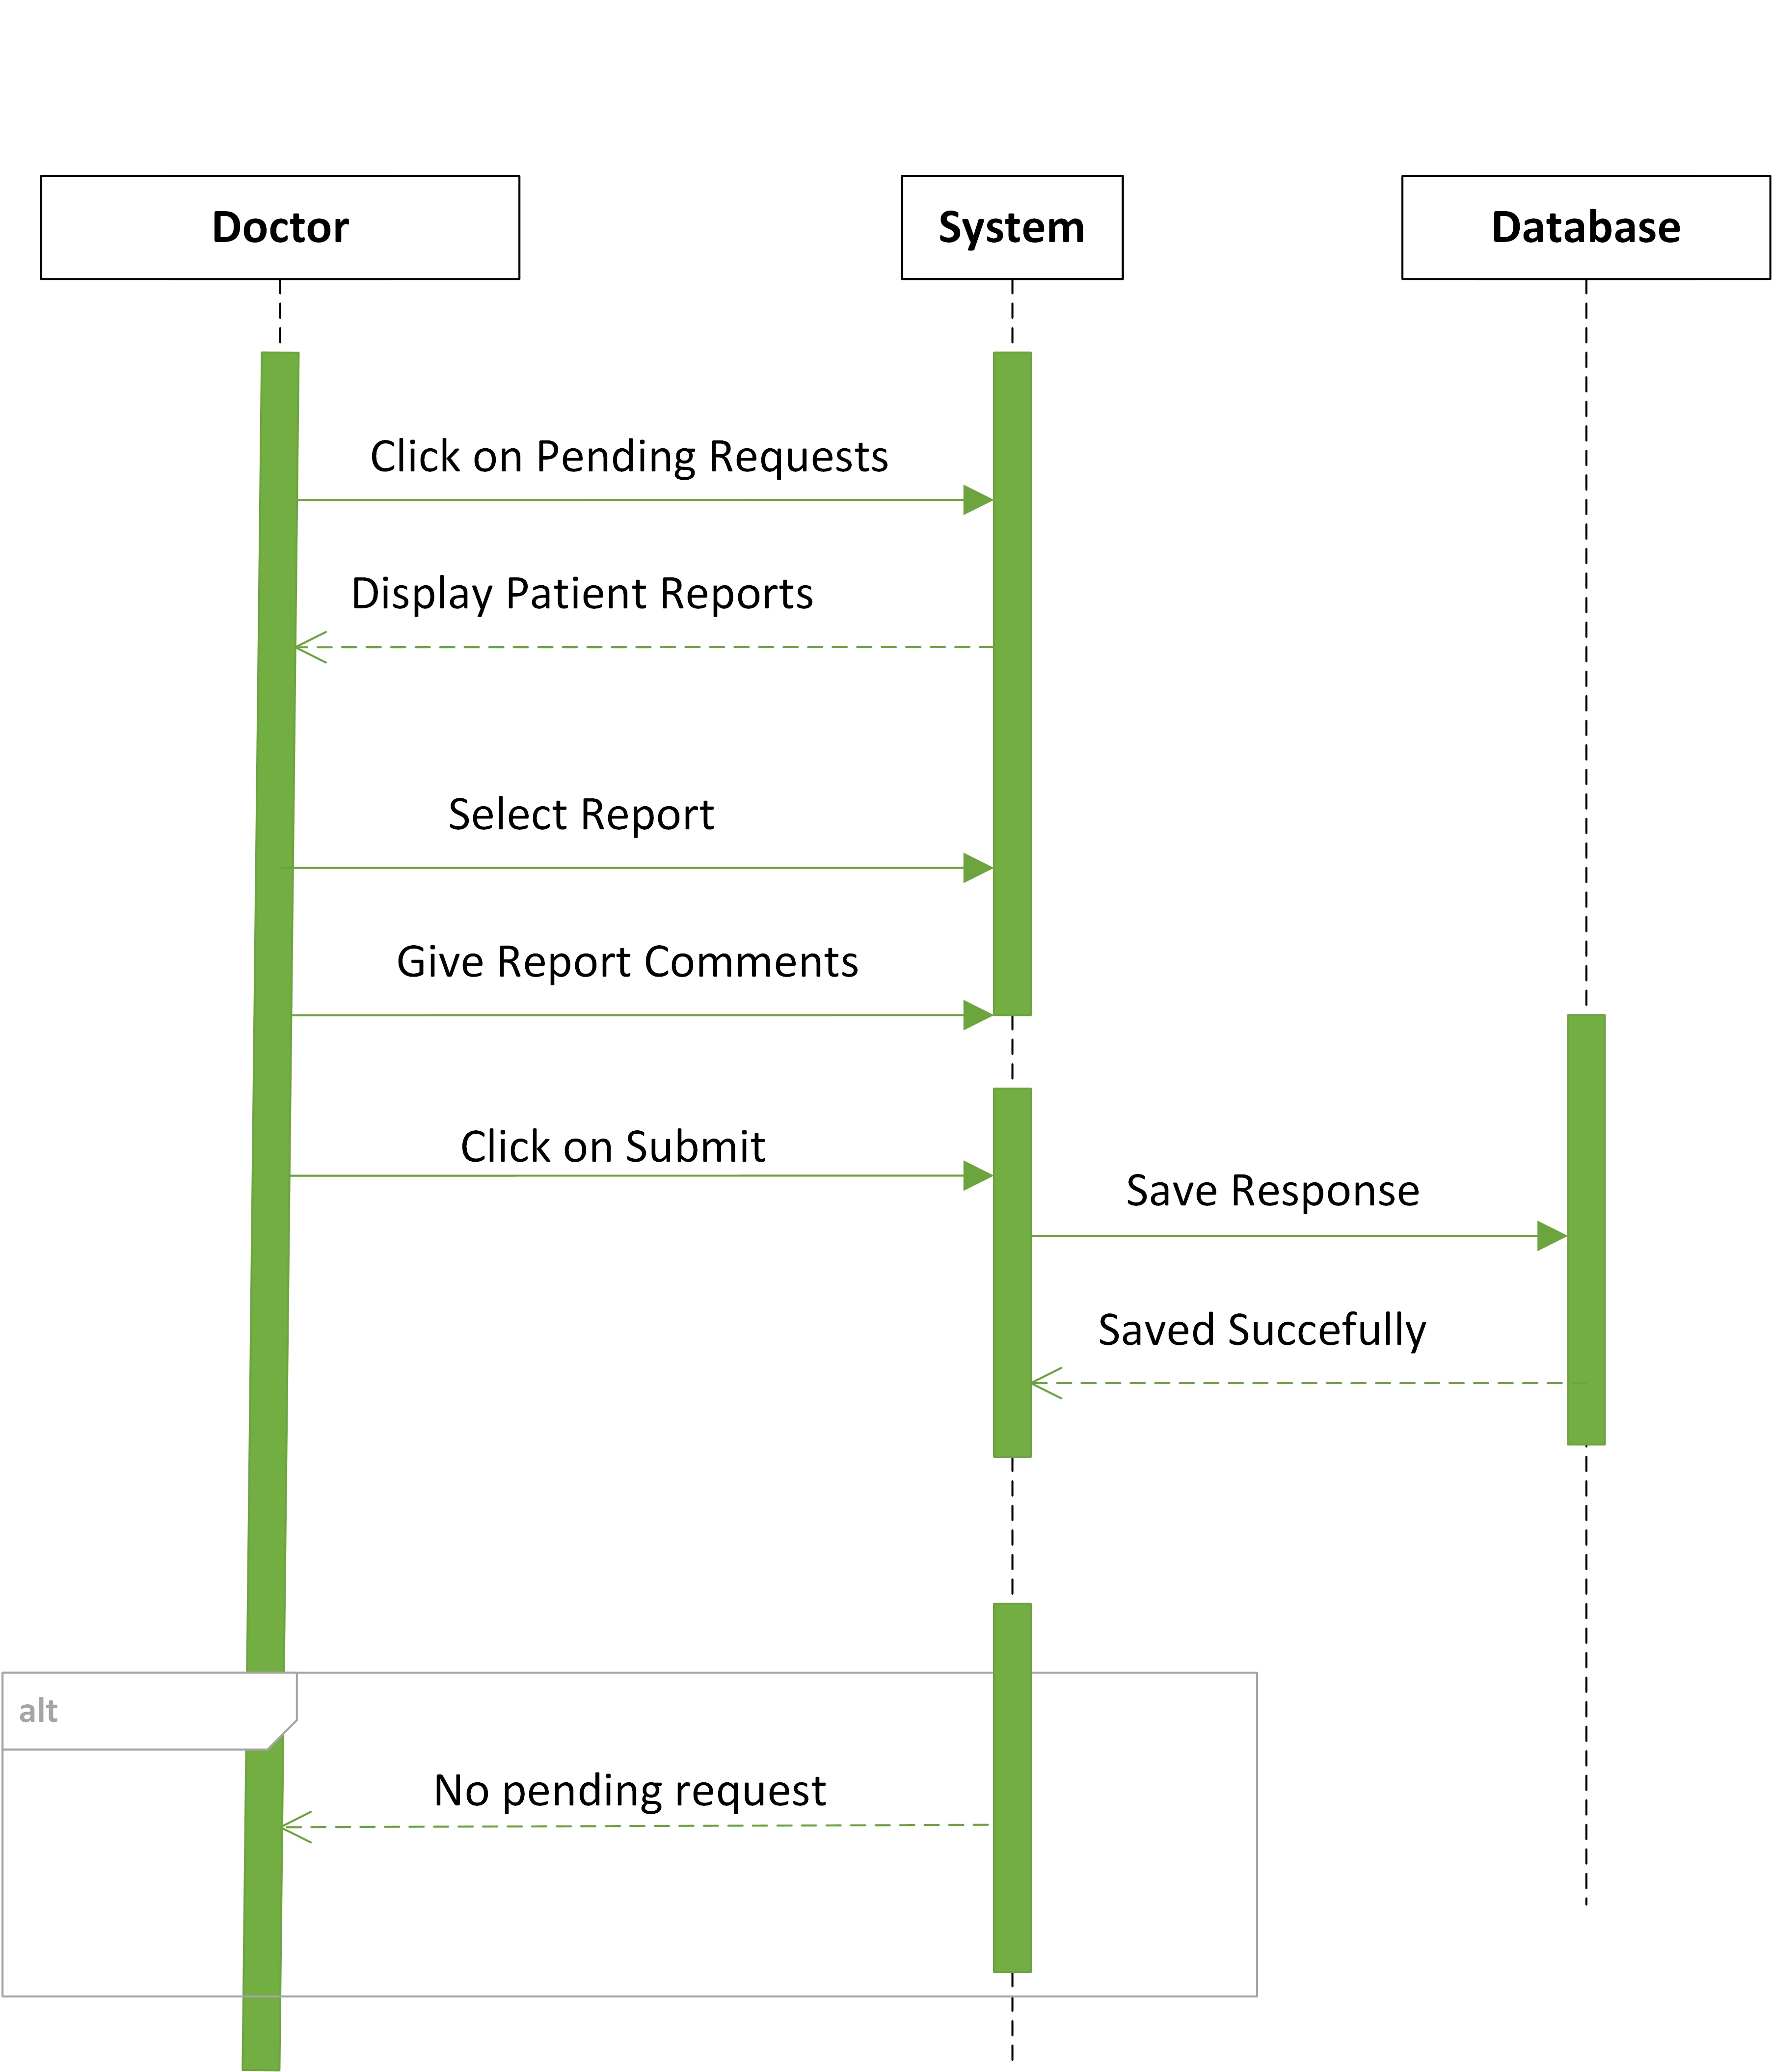 Doctor
System
Database
Click on Pending Requests
Display Patient Reports
Select Report
Give Report Comments
Click on Submit
Save Response
Saved Succefully
alt
No pending request